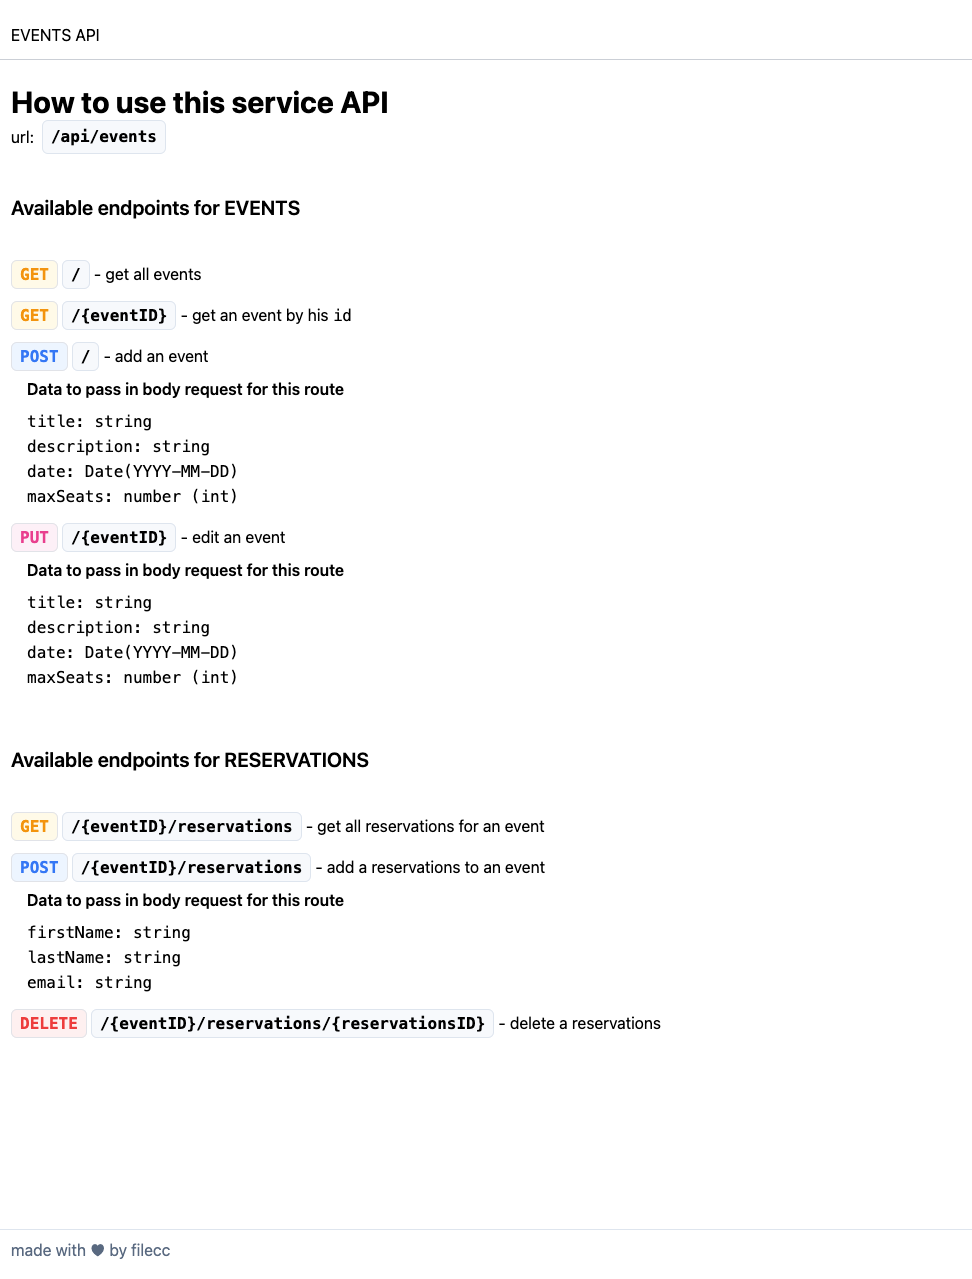 EVENTS API
How to use this service API
url: /api/events
Available endpoints for EVENTS
GET / - get all events
GET /{eventID} - get an event by his id
POST / - add an event
Data to pass in body request for this route
title: string
description: string
date: Date(YYYY-MM-DD)
maxSeats: number (int)
PUT /{eventID} - edit an event
Data to pass in body request for this route
title: string
description: string
date: Date(YYYY-MM-DD)
maxSeats: number (int)
Available endpoints for RESERVATIONS
GET /{eventID}/reservations - get all reservations for an event
POST /{eventID}/reservations - add a reservations to an event
Data to pass in body request for this route
firstName: string
lastName: string
email: string
DELETE /{eventID}/reservations/{reservationsID} - delete a reservations
made with ♥ by filecc